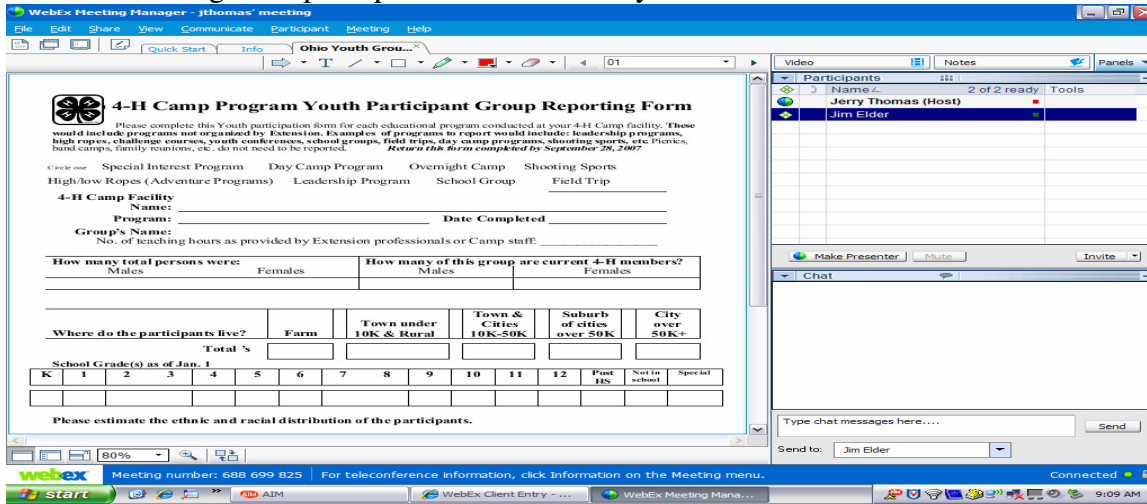 WebEx Meeting Manager - jthomas' meeting
File Edit Share View Communicate Participant Meeting Help
Quick Start Info Ohio Youth Grou...
T 01
Video Notes Panels
4-H Camp Program Youth Participant Group Reporting Form
Please complete this Youth participation form for each educational program conducted at your 4-H Camp facility. These
would include programs not organized by Extension. Examples of programs to report would include: leadership programs,
high ropes, challenge courses, youth conferences, school groups, field trips, day camp programs, shooting sports, etc Picnics,
band camps, family reunions, etc. do not need to be reported. Return this form completed by September 28, 2007
Circle one Special Interest Program Day Camp Program Overnight Camp Shooting Sports
High/low Ropes (Adventure Programs) Leadership Program School Group Field Trip
4-H Camp Facility
Name:
Program: Date Completed
Group's Name:
No. of teaching hours as provided by Extension professionals or Camp staff:
How many total persons were: How many of this group are current 4-H members?
Males Females Males Females
Where do the participants live? Farm Town under 10K & Rural Town & Cities 10K-50K Suburb of cities over 50K City over 50K+
Total 's
School Grade(s) as of Jan. 1
K 1 2 3 4 5 6 7 8 9 10 11 12 Post HS Not in school Special
Please estimate the ethnic and racial distribution of the participants.
Participants
Name 2 of 2 ready Tools
Jerry Thomas (Host)
Jim Elder
Make Presenter Mute Invite
Chat
Type chat messages here....
Send
Send to: Jim Elder
80%
webex Meeting number: 688 699 825 For teleconference information, click Information on the Meeting menu. Connected
start AIM WebEx Client Entry - ... WebEx Meeting Mana... 9:09 AM